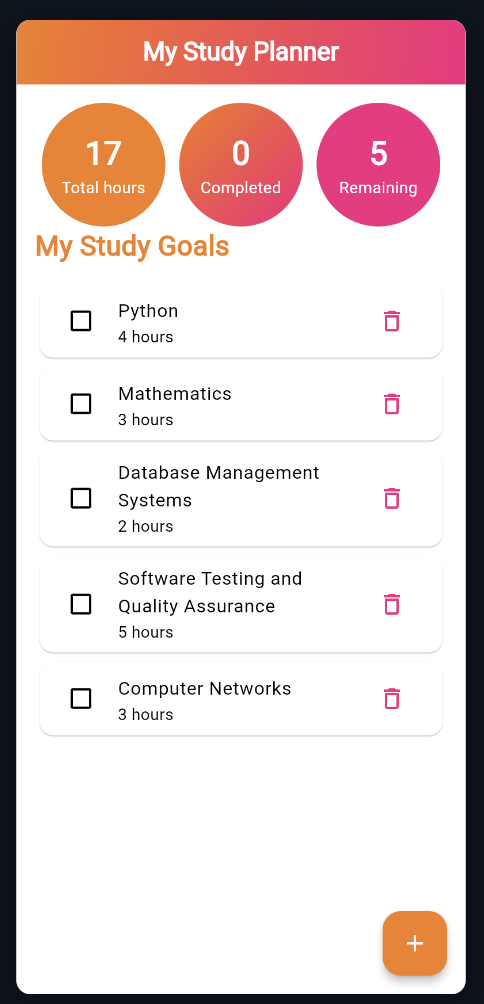 My Study Planner
17
Total hours
0
Completed
5
Remaining
My Study Goals
Python
4 hours
Mathematics
3 hours
Database Management
Systems
2 hours
Software Testing and
Quality Assurance
5 hours
Computer Networks
3 hours
+